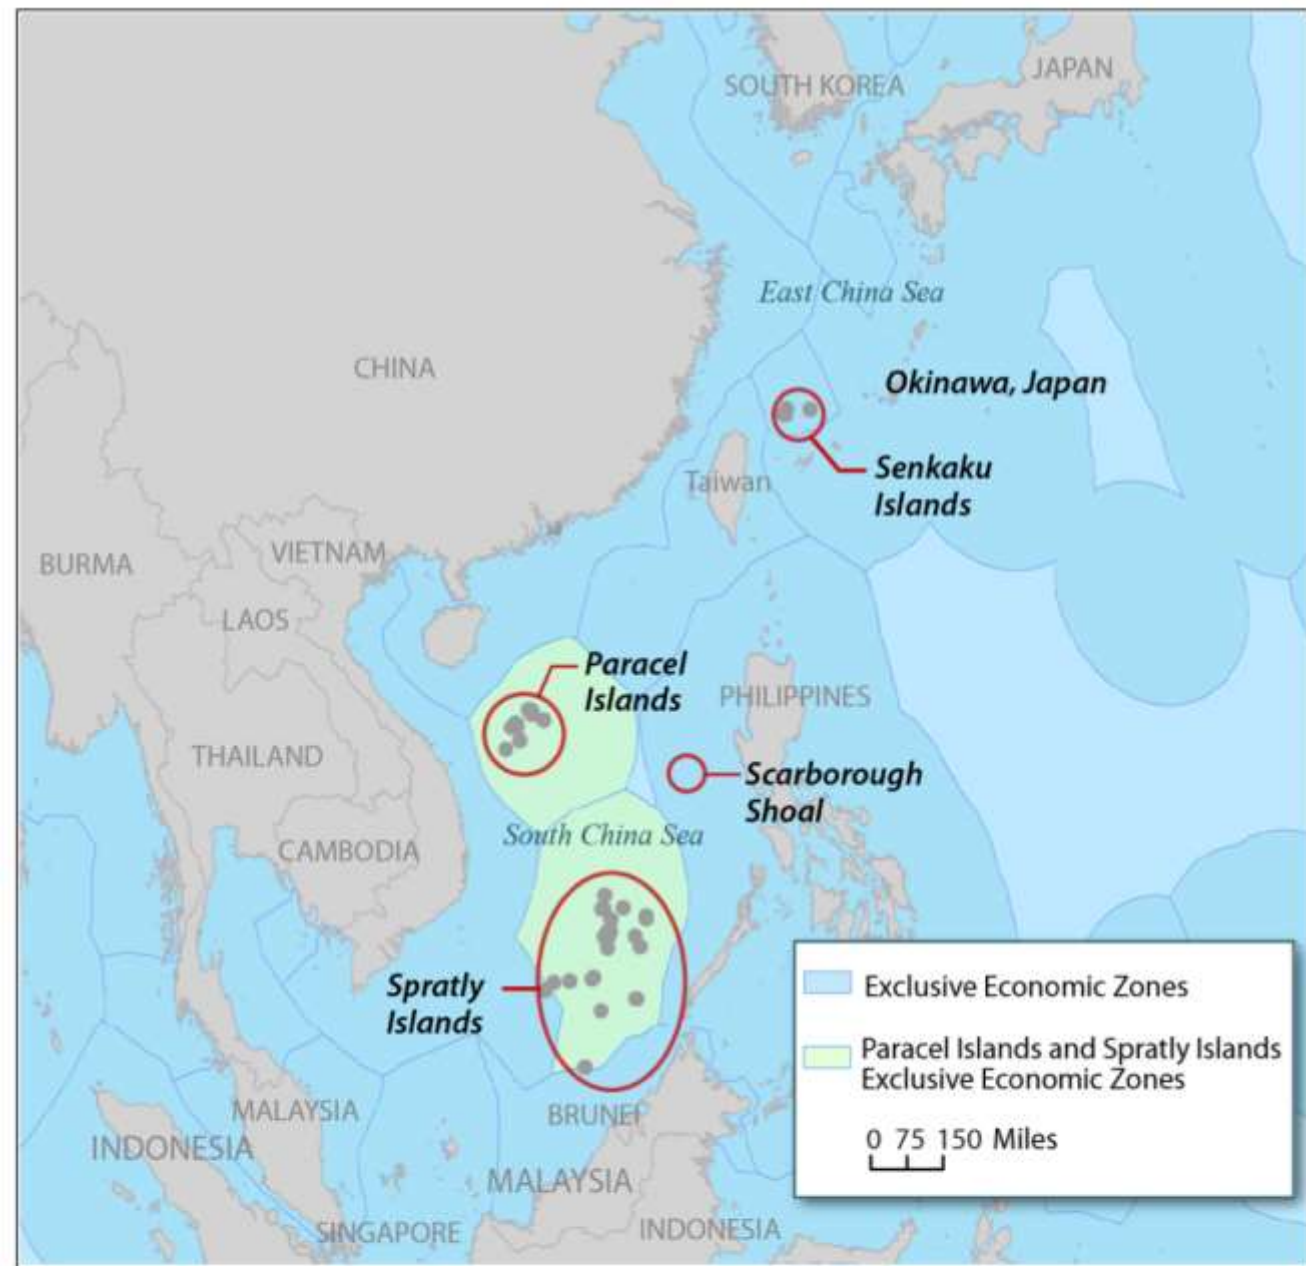 JAPAN
SOUTH KOREA
East China Sea
CHINA
Okinawa, Japan
Senkaku
Islands
Taiwan
VIETNAM
BURMA
LAOS
Paracel
Islands
PHILIPPINES
THAILAND
Scarborough
Shoal
South China Sea
CAMBODIA
Spratly
Islands
Exclusive Economic Zones
Paracel Islands and Spratly Islands
Exclusive Economic Zones
0 75 150 Miles
MALAYSIA
BRUNEI
INDONESIA
MALAYSIA
SINGAPORE
INDONESIA